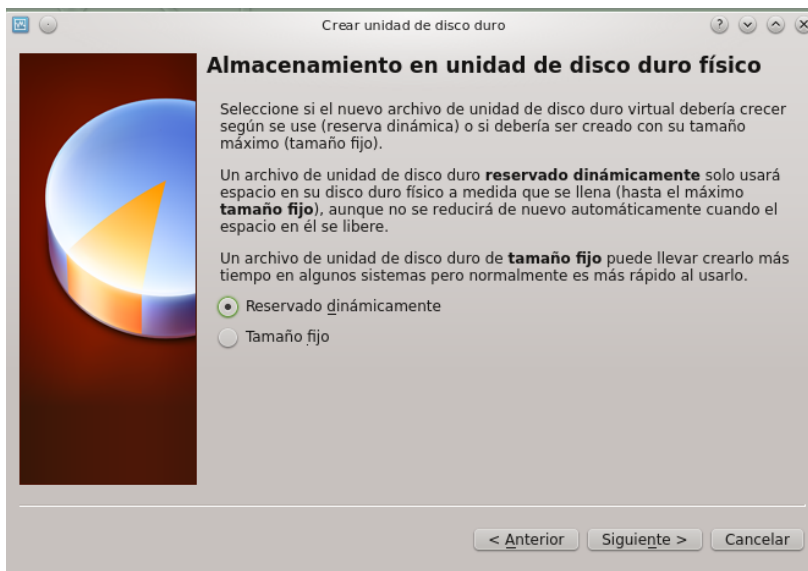 Crear unidad de disco duro
Almacenamiento en unidad de disco duro físico
Seleccione si el nuevo archivo de unidad de disco duro virtual debería crecer
según se use (reserva dinámica) o si debería ser creado con su tamaño
máximo (tamaño fijo).
Un archivo de unidad de disco duro reservado dinámicamente solo usará
espacio en su disco duro físico a medida que se llena (hasta el máximo
tamaño fijo), aunque no se reducirá de nuevo automáticamente cuando el
espacio en él se libere.
Un archivo de unidad de disco duro de tamaño fijo puede llevar crearlo más
tiempo en algunos sistemas pero normalmente es más rápido al usarlo.
Reservado dinámicamente
Tamaño fijo
< Anterior Siguiente > Cancelar